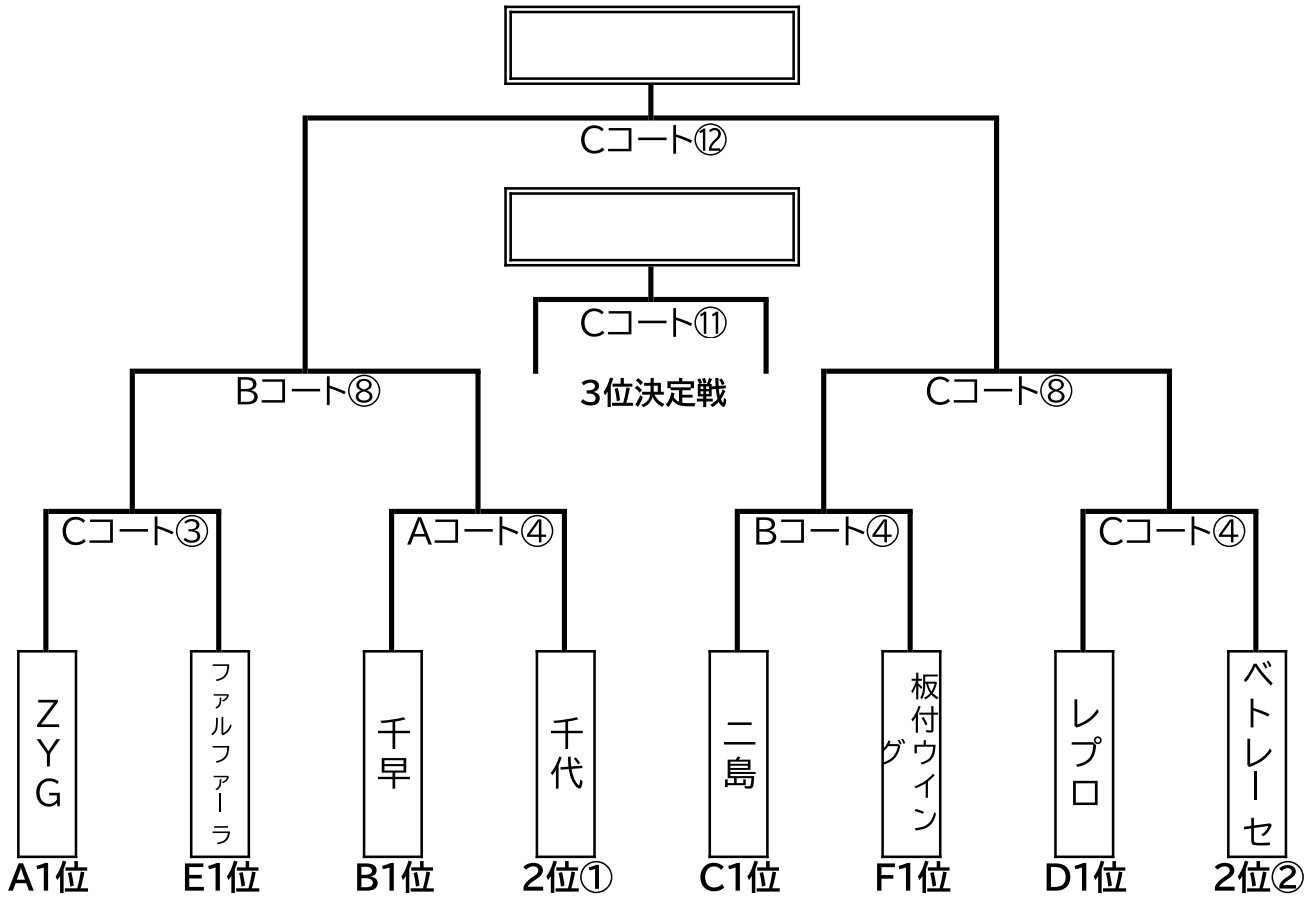 Cコート⑫
Cコート⑪
3位決定戦
Bコート⑧
Cコート⑧
Cコート③
Aコート④
Bコート④
Cコート④
ZYG
ファルファーラ
千早
千代
二島
板付ウイング
レプロ
ベトレーセ
A1位
E1位
B1位
2位①
C1位
F1位
D1位
2位②